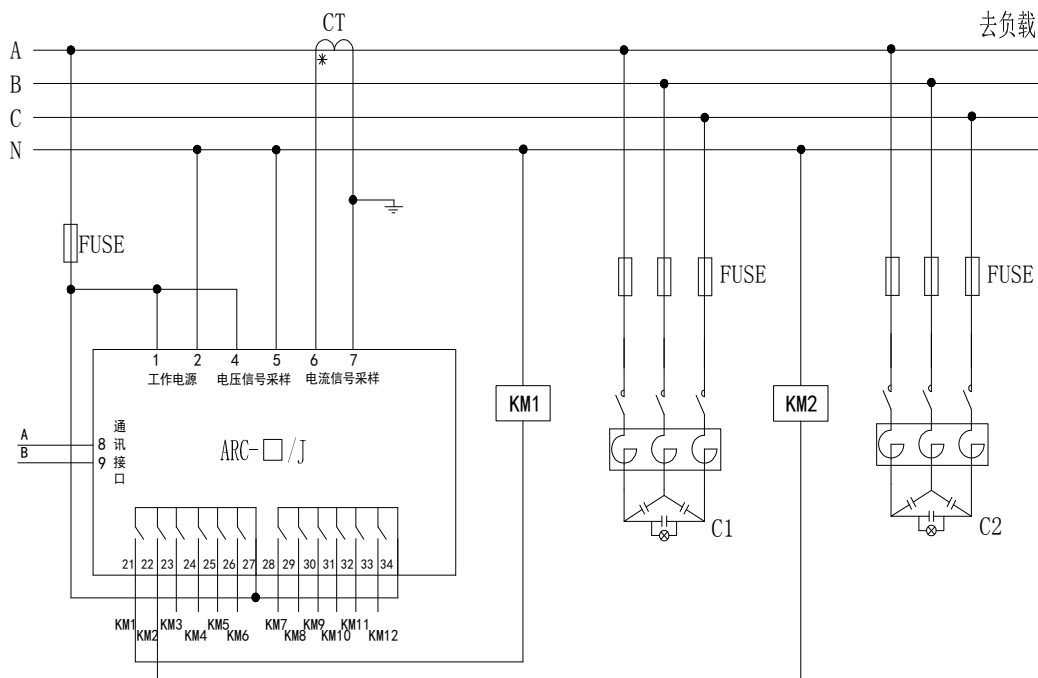 CT
去负载
A
B
C
N
FUSE
FUSE
FUSE
1 2 4 5 6 7
工作电源 电压信号采样 电流信号采样
KM1
KM2
A
B
8
9
通讯接口
ARC-□/J
C1
C2
21 22 23 24 25 26 27 28 29 30 31 32 33 34
KM1 KM3 KM5 KM7 KM9 KM11
KM2 KM4 KM6 KM8 KM10 KM12